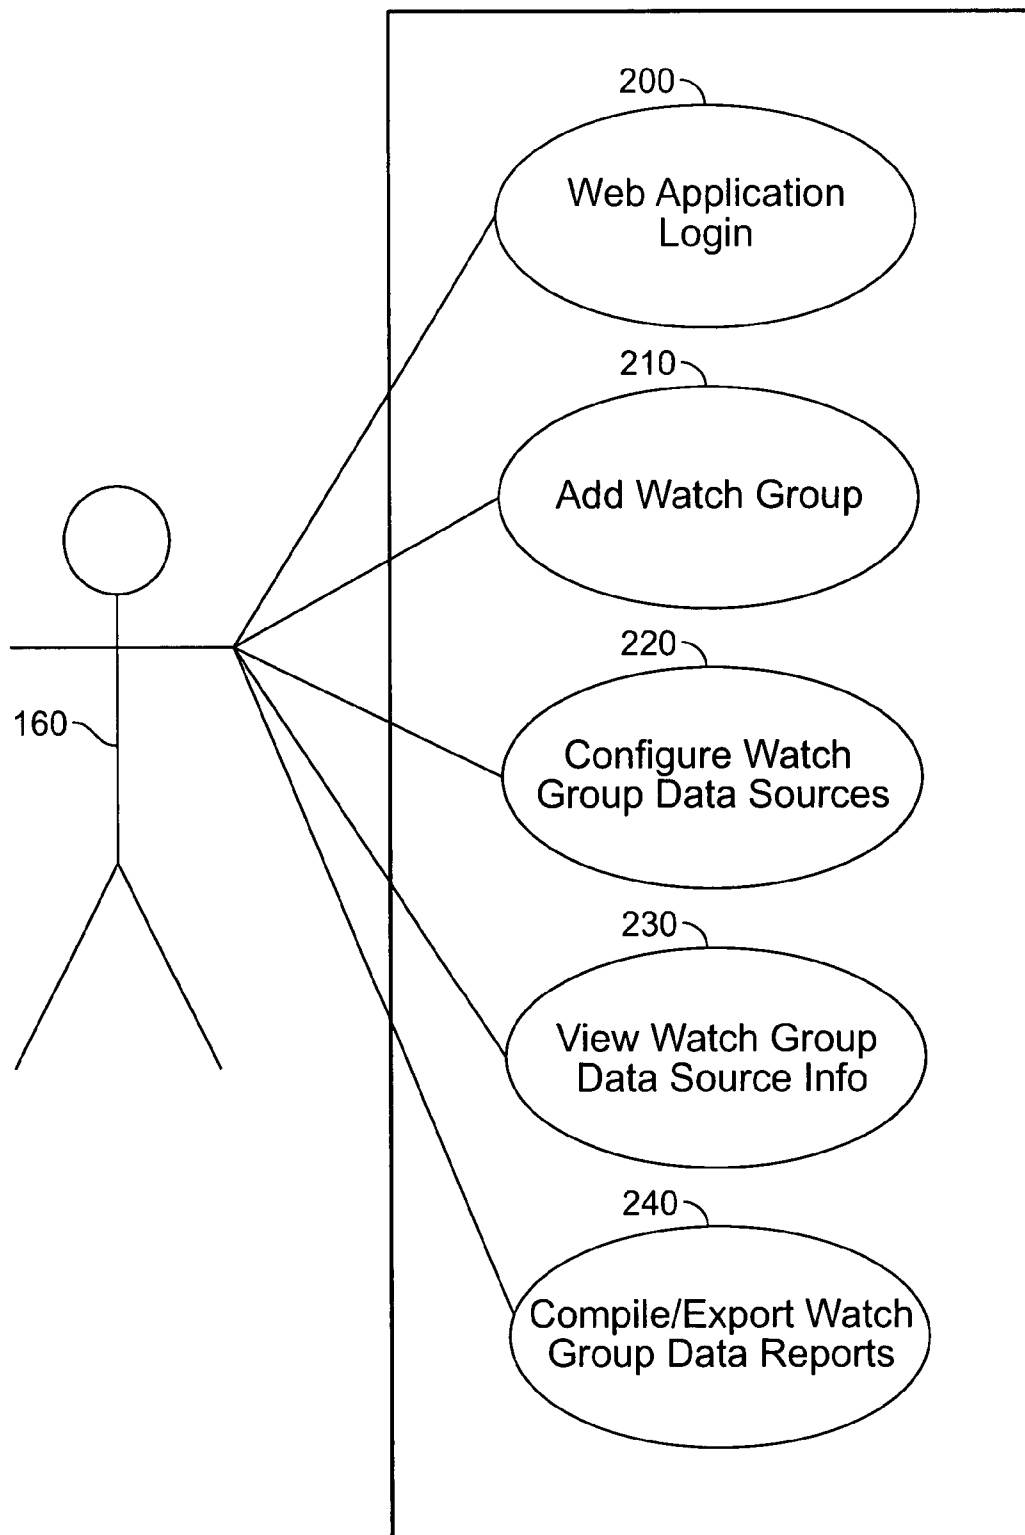 200
Web Application
Login
210
Add Watch Group
220
Configure Watch
Group Data Sources
160
230
View Watch Group
Data Source Info
240
Compile/Export Watch
Group Data Reports